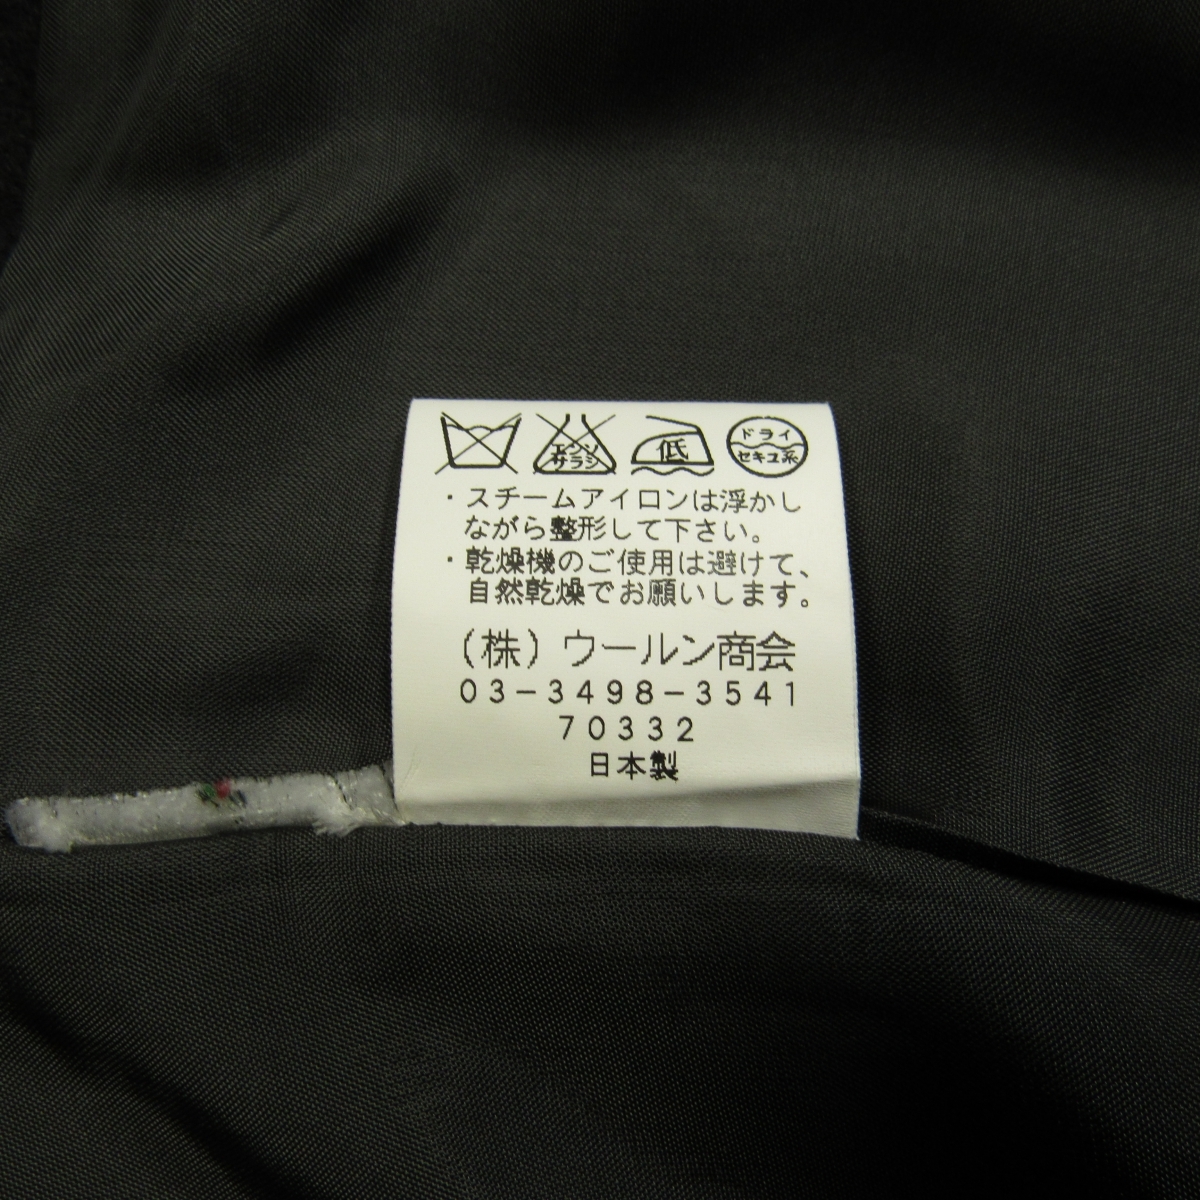 エンソ
サラシ
低
ドライ
セキユ系
・スチームアイロンは浮かし
ながら整形して下さい。
・乾燥機のご使用は避けて、
自然乾燥でお願いします。
(株)ウールン商会
03-3498-3541
70332
日本製